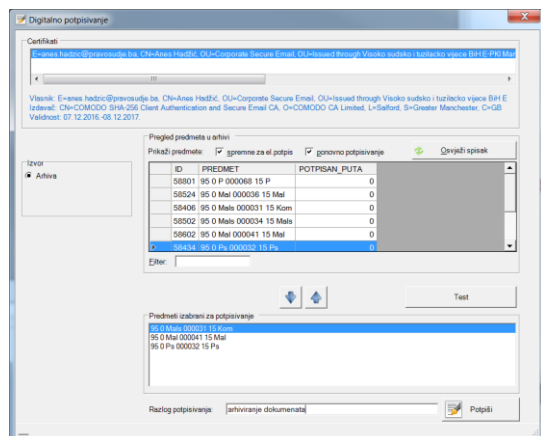 Digitalno potpisivanje
Certifikati
E=anes.hadzic@pravosudje.ba, CN=Anes Hadžić, OU=Corporate Secure Email, OU=Issued through Visoko sudsko i tuzilacko vijece BiH E-PKI Man
Vlasnik: E=anes.hadzic@pravosudje.ba, CN=Anes Hadžić, OU=Corporate Secure Email, OU=Issued through Visoko sudsko i tuzilacko vijece BiH E
Izdavač: CN=COMODO SHA-256 Client Authentication and Secure Email CA, O=COMODO CA Limited, L=Salford, S=Greater Manchester, C=GB
Validnost: 07.12.2016.-08.12.2017.
Izvor
Arhiva
Pregled predmeta u arhivi
Prikaži predmete: spremne za el.potpis ponovno potpisivanje Osvježi spisak
ID PREDMET POTPISAN_PUTA
58801 95 0 P 000068 15 P 0
58524 95 0 Mal 000036 15 Mal 0
58406 95 0 Mals 000031 15 Kom 0
58502 95 0 Mals 000034 15 Mals 0
58602 95 0 Mal 000041 15 Mal 0
58434 95 0 Ps 000032 15 Ps 0
Filter:
Test
Predmeti izabrani za potpisivanje
95 0 Mals 000031 15 Kom
95 0 Mal 000041 15 Mal
95 0 Ps 000032 15 Ps
Razlog potpisivanja: arhiviranje dokumenata Potpiši